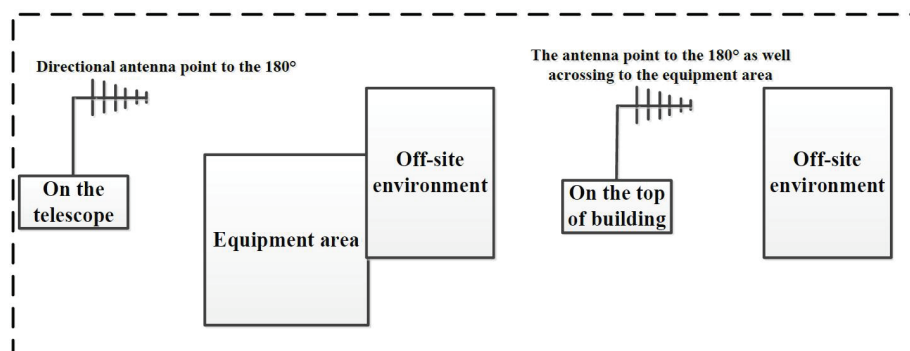 Directional antenna point to the 180°
On the
telescope
Equipment area
Off-site
environment
The antenna point to the 180° as well
acrossing to the equipment area
On the top
of building
Off-site
environment